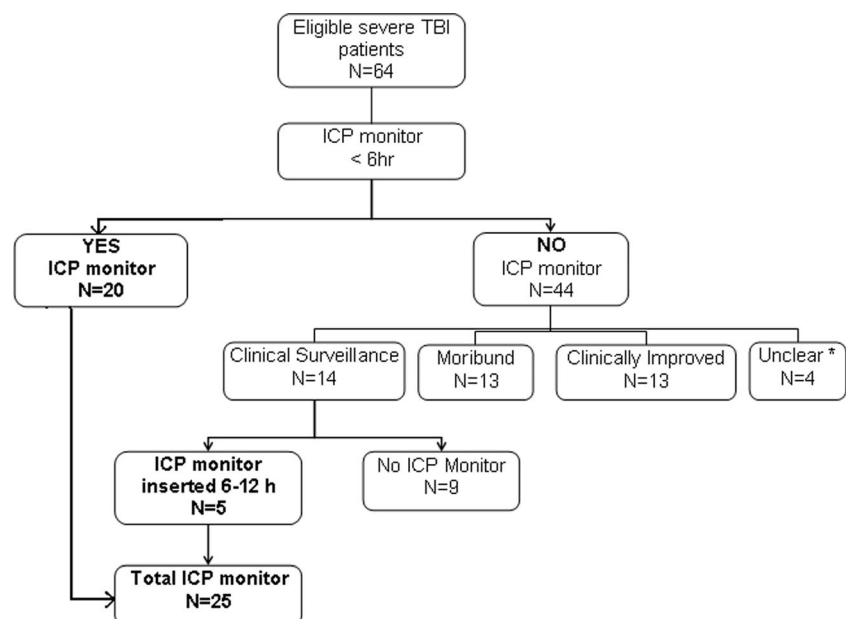 Eligible severe TBI
patients
N=64
ICP monitor
< 6hr
YES
ICP monitor
N=20
NO
ICP monitor
N=44
Clinical Surveillance
N=14
Moribund
N=13
Clinically Improved
N=13
Unclear *
N=4
ICP monitor
inserted 6-12 h
N=5
No ICP Monitor
N=9
Total ICP monitor
N=25